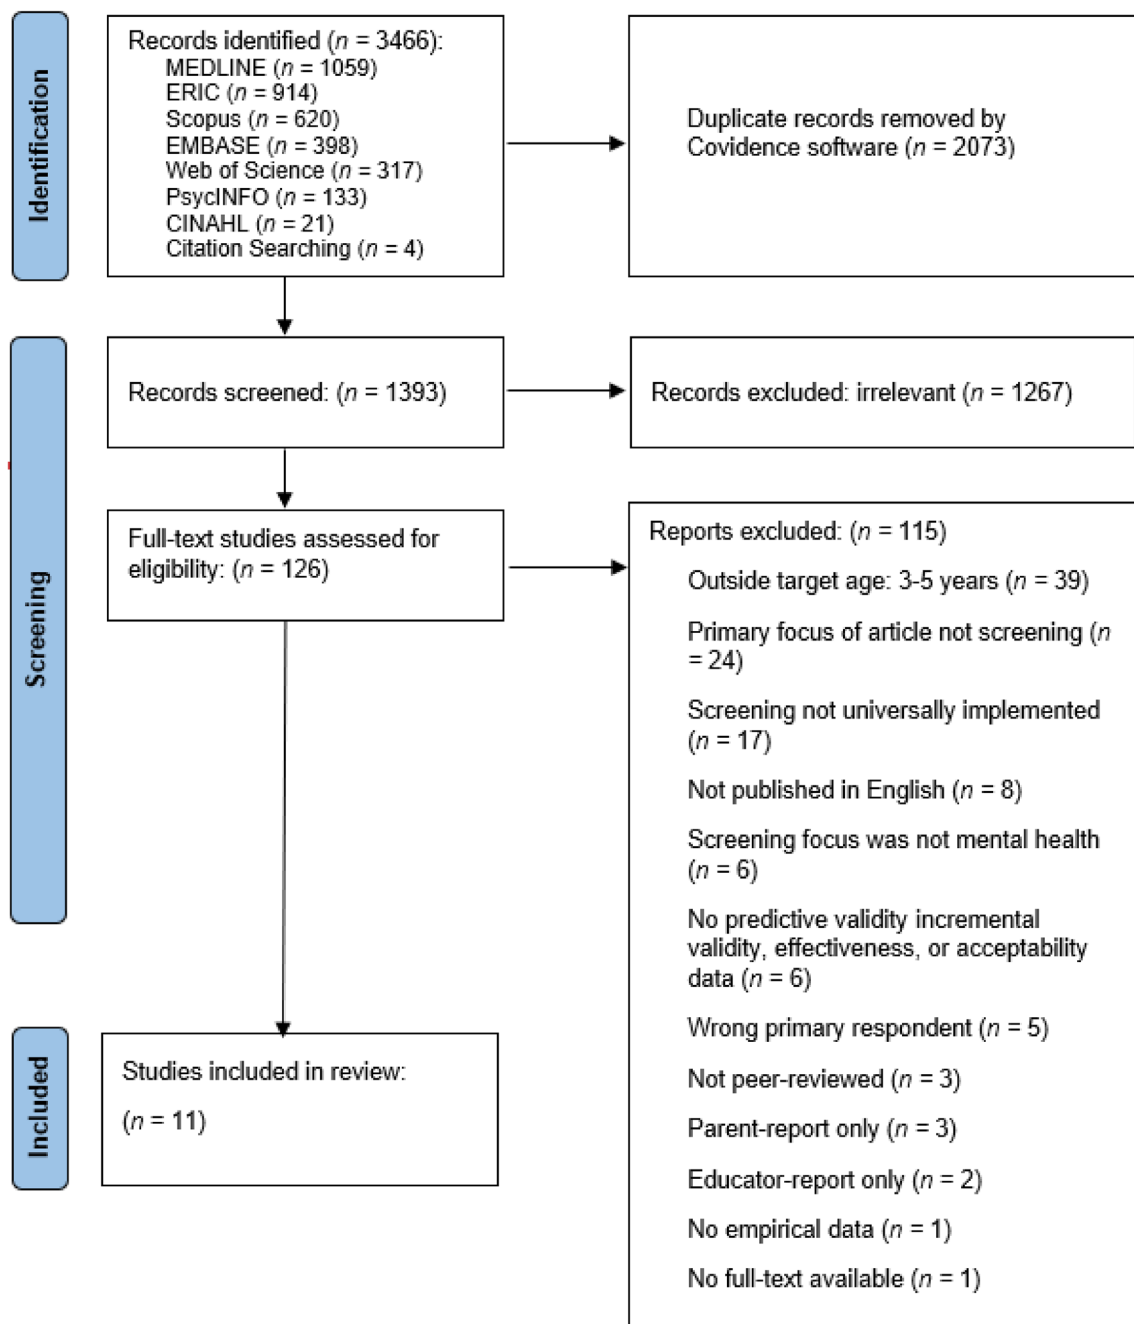 Identification
Records identified (n = 3466):
MEDLINE (n = 1059)
ERIC (n = 914)
Scopus (n = 620)
EMBASE (n = 398)
Web of Science (n = 317)
PsycINFO (n = 133)
CINAHL (n = 21)
Citation Searching (n = 4)
Duplicate records removed by
Covidence software (n = 2073)
Screening
Records screened: (n = 1393)
Records excluded: irrelevant (n = 1267)
Full-text studies assessed for
eligibility: (n = 126)
Reports excluded: (n = 115)
Outside target age: 3-5 years (n = 39)
Primary focus of article not screening (n
= 24)
Screening not universally implemented
(n = 17)
Not published in English (n = 8)
Screening focus was not mental health
(n = 6)
No predictive validity incremental
validity, effectiveness, or acceptability
data (n = 6)
Wrong primary respondent (n = 5)
Not peer-reviewed (n = 3)
Parent-report only (n = 3)
Educator-report only (n = 2)
No empirical data (n = 1)
No full-text available (n = 1)
Included
Studies included in review:
(n = 11)